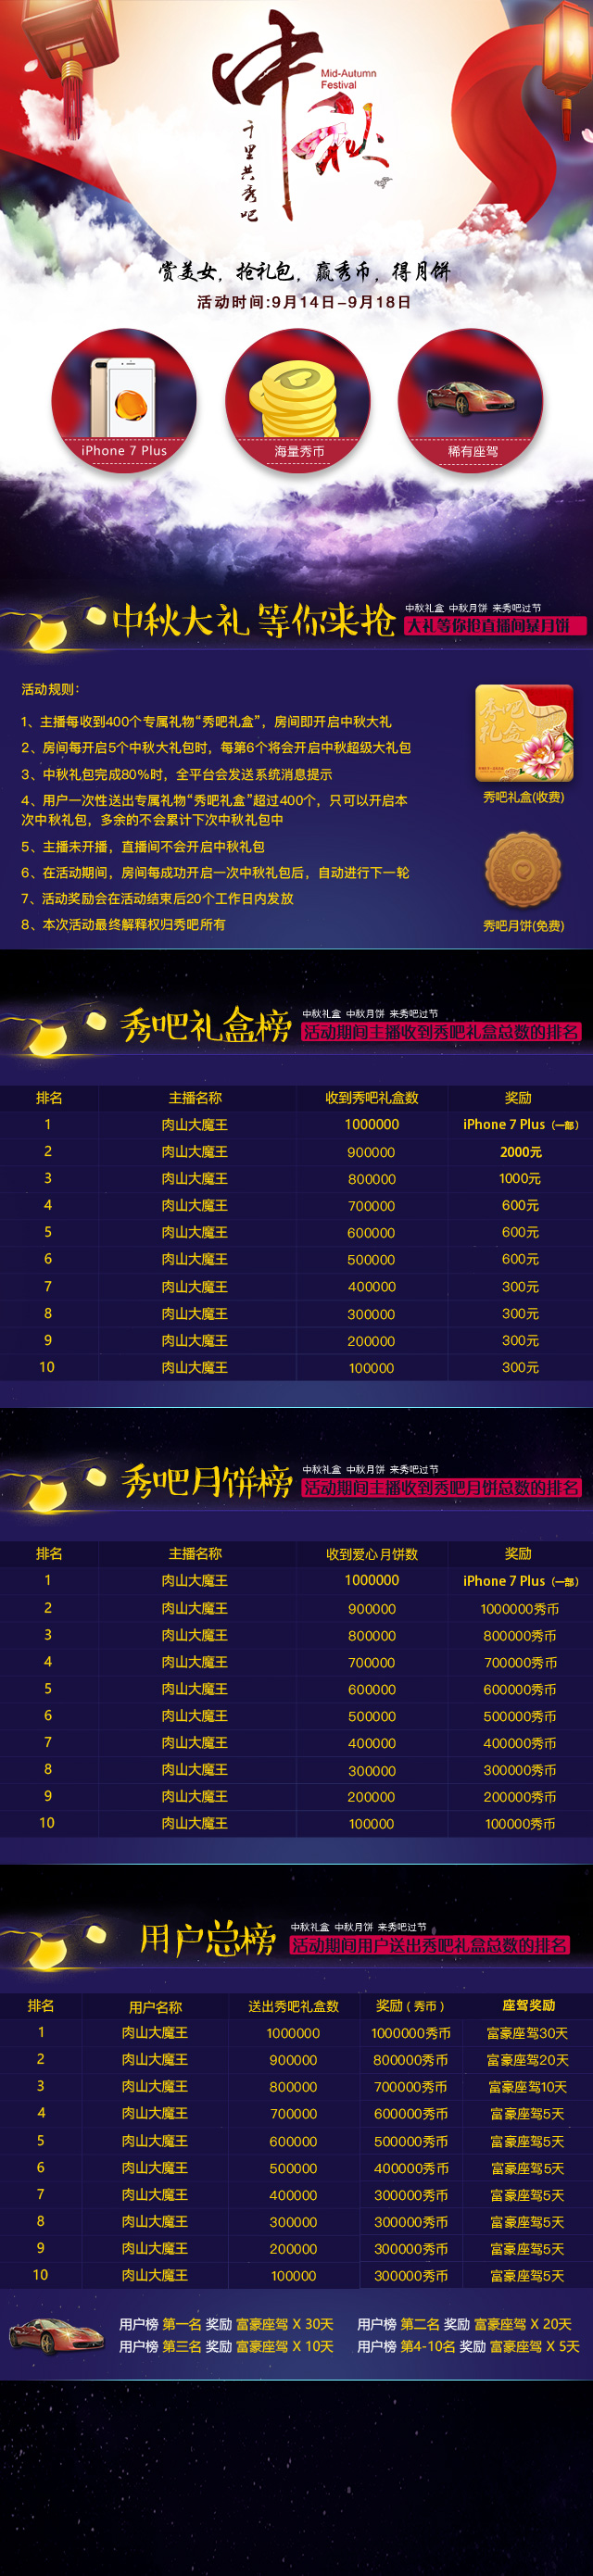 中秋
Mid-Autumn
Festival
千里共秀吧
赏美女，抢礼包，赢秀币，得月饼
活动时间:9月14日-9月18日
iPhone 7 Plus
海量秀币
稀有座驾
中秋大礼 等你来抢
中秋礼盒 中秋月饼 来秀吧过节
大礼等你抢直播间暴月饼
活动规则：
1、主播每收到400个专属礼物“秀吧礼盒”，房间即开启中秋大礼
2、房间每开启5个中秋大礼包时，每第6个将会开启中秋超级大礼包
3、中秋礼包完成80%时，全平台会发送系统消息提示
4、用户一次性送出专属礼物“秀吧礼盒”超过400个，只可以开启本
次中秋礼包，多余的不会累计下次中秋礼包中
5、主播未开播，直播间不会开启中秋礼包
6、在活动期间，房间每成功开启一次中秋礼包后，自动进行下一轮
7、活动奖励会在活动结束后20个工作日内发放
8、本次活动最终解释权归秀吧所有
秀吧礼盒
秀吧礼盒(收费)
秀吧月饼(免费)
秀吧礼盒榜
中秋礼盒 中秋月饼 来秀吧过节
活动期间主播收到秀吧礼盒总数的排名
排名 主播名称 收到秀吧礼盒数 奖励
1 肉山大魔王 1000000 iPhone 7 Plus（一部）
2 肉山大魔王 900000 2000元
3 肉山大魔王 800000 1000元
4 肉山大魔王 700000 600元
5 肉山大魔王 600000 600元
6 肉山大魔王 500000 600元
7 肉山大魔王 400000 300元
8 肉山大魔王 300000 300元
9 肉山大魔王 200000 300元
10 肉山大魔王 100000 300元
秀吧月饼榜
中秋礼盒 中秋月饼 来秀吧过节
活动期间主播收到秀吧月饼总数的排名
排名 主播名称 收到爱心月饼数 奖励
1 肉山大魔王 1000000 iPhone 7 Plus（一部）
2 肉山大魔王 900000 1000000秀币
3 肉山大魔王 800000 800000秀币
4 肉山大魔王 700000 700000秀币
5 肉山大魔王 600000 600000秀币
6 肉山大魔王 500000 500000秀币
7 肉山大魔王 400000 400000秀币
8 肉山大魔王 300000 300000秀币
9 肉山大魔王 200000 200000秀币
10 肉山大魔王 100000 100000秀币
用户总榜
中秋礼盒 中秋月饼 来秀吧过节
活动期间用户送出秀吧礼盒总数的排名
排名 用户名称 送出秀吧礼盒数 奖励（秀币） 座驾奖励
1 肉山大魔王 1000000 1000000秀币 富豪座驾30天
2 肉山大魔王 900000 800000秀币 富豪座驾20天
3 肉山大魔王 800000 700000秀币 富豪座驾10天
4 肉山大魔王 700000 600000秀币 富豪座驾5天
5 肉山大魔王 600000 500000秀币 富豪座驾5天
6 肉山大魔王 500000 400000秀币 富豪座驾5天
7 肉山大魔王 400000 300000秀币 富豪座驾5天
8 肉山大魔王 300000 300000秀币 富豪座驾5天
9 肉山大魔王 200000 300000秀币 富豪座驾5天
10 肉山大魔王 100000 300000秀币 富豪座驾5天
用户榜 第一名 奖励 富豪座驾 X 30天 用户榜 第二名 奖励 富豪座驾 X 20天
用户榜 第三名 奖励 富豪座驾 X 10天 用户榜 第4-10名 奖励 富豪座驾 X 5天